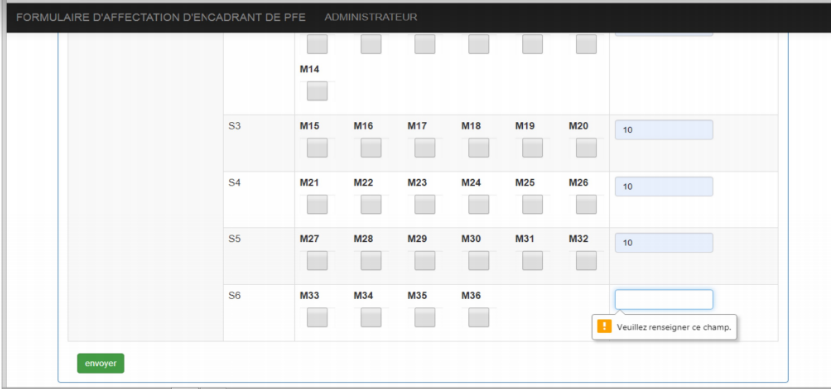 FORMULAIRE D'AFFECTATION D'ENCADRANT DE PFE ADMINISTRATEUR
M14
S3 M15 M16 M17 M18 M19 M20 10
S4 M21 M22 M23 M24 M25 M26 10
S5 M27 M28 M29 M30 M31 M32 10
S6 M33 M34 M35 M36
! Veuillez renseigner ce champ.
envoyer